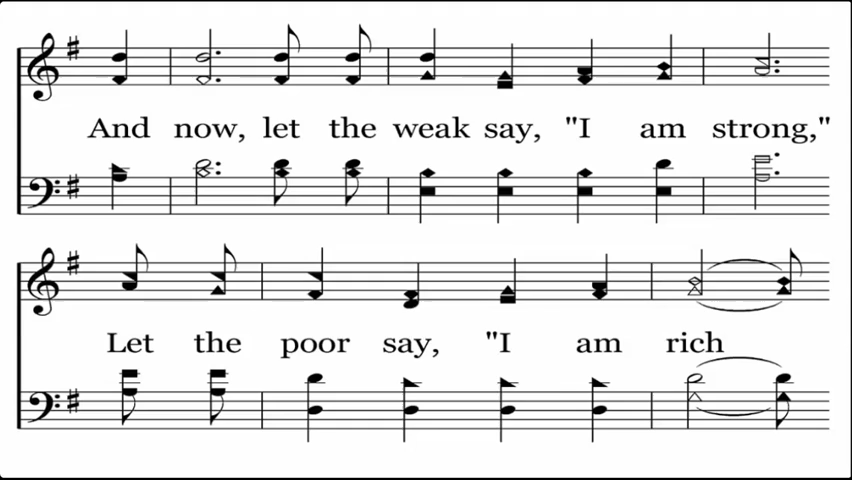 And now, let the weak say, "I am strong,"
Let the poor say, "I am rich